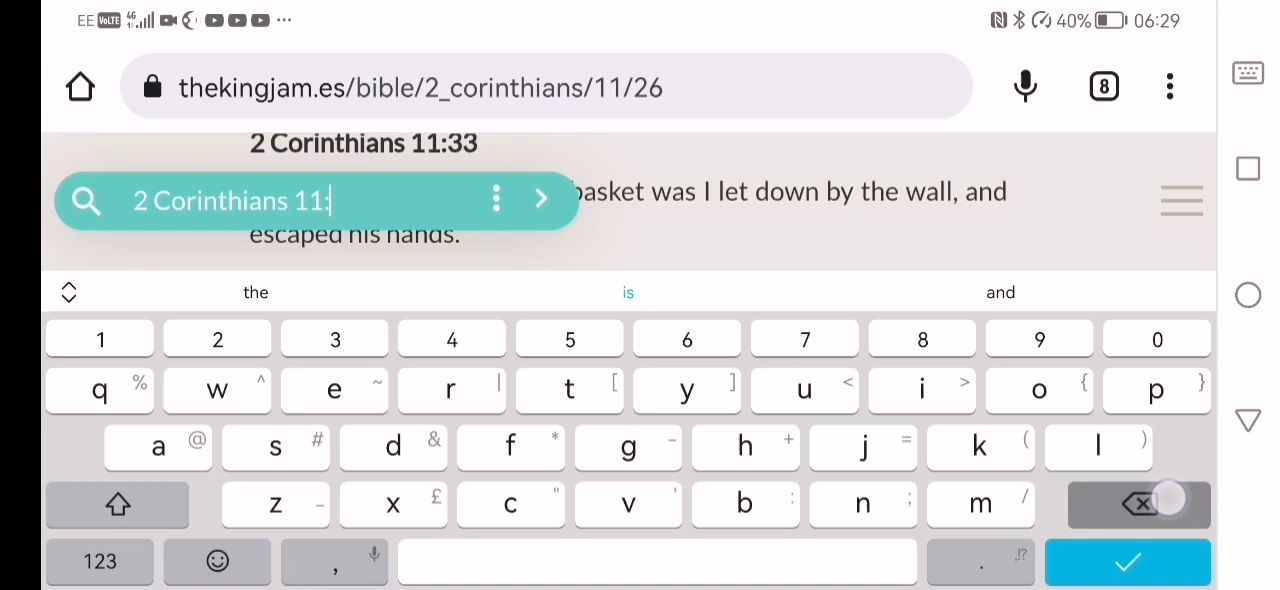 EE VoLTE 4G 40% 06:29
thekingjam.es/bible/2_corinthians/11/26
8
2 Corinthians 11:33
2 Corinthians 11:
basket was I let down by the wall, and
escaped his hands.
the is and
1 2 3 4 5 6 7 8 9 0
q % w ^ e ~ r | t [ y ] u < i > o { p }
a @ s # d & f * g - h + j = k ( l )
z _ x £ c " v ' b : n ; m /
123 , . ,!?